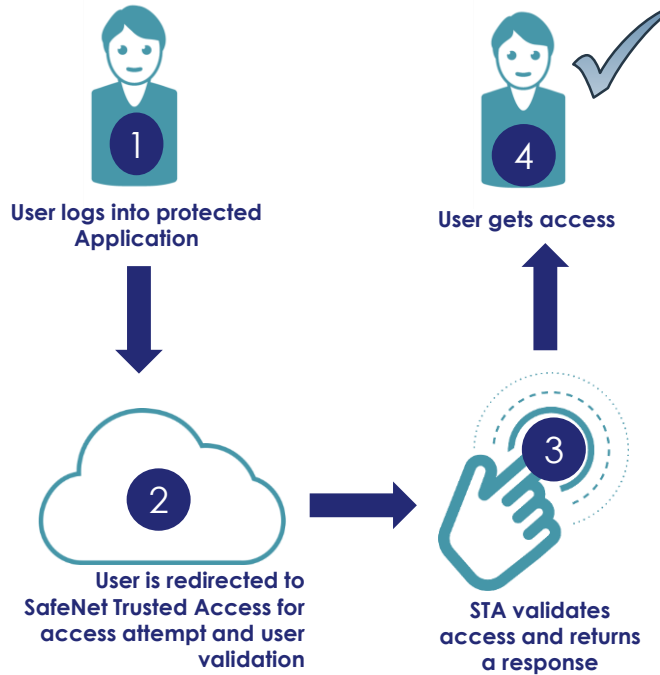 1
User logs into protected
Application
2
User is redirected to
SafeNet Trusted Access for
access attempt and user
validation
3
STA validates
access and returns
a response
4
User gets access